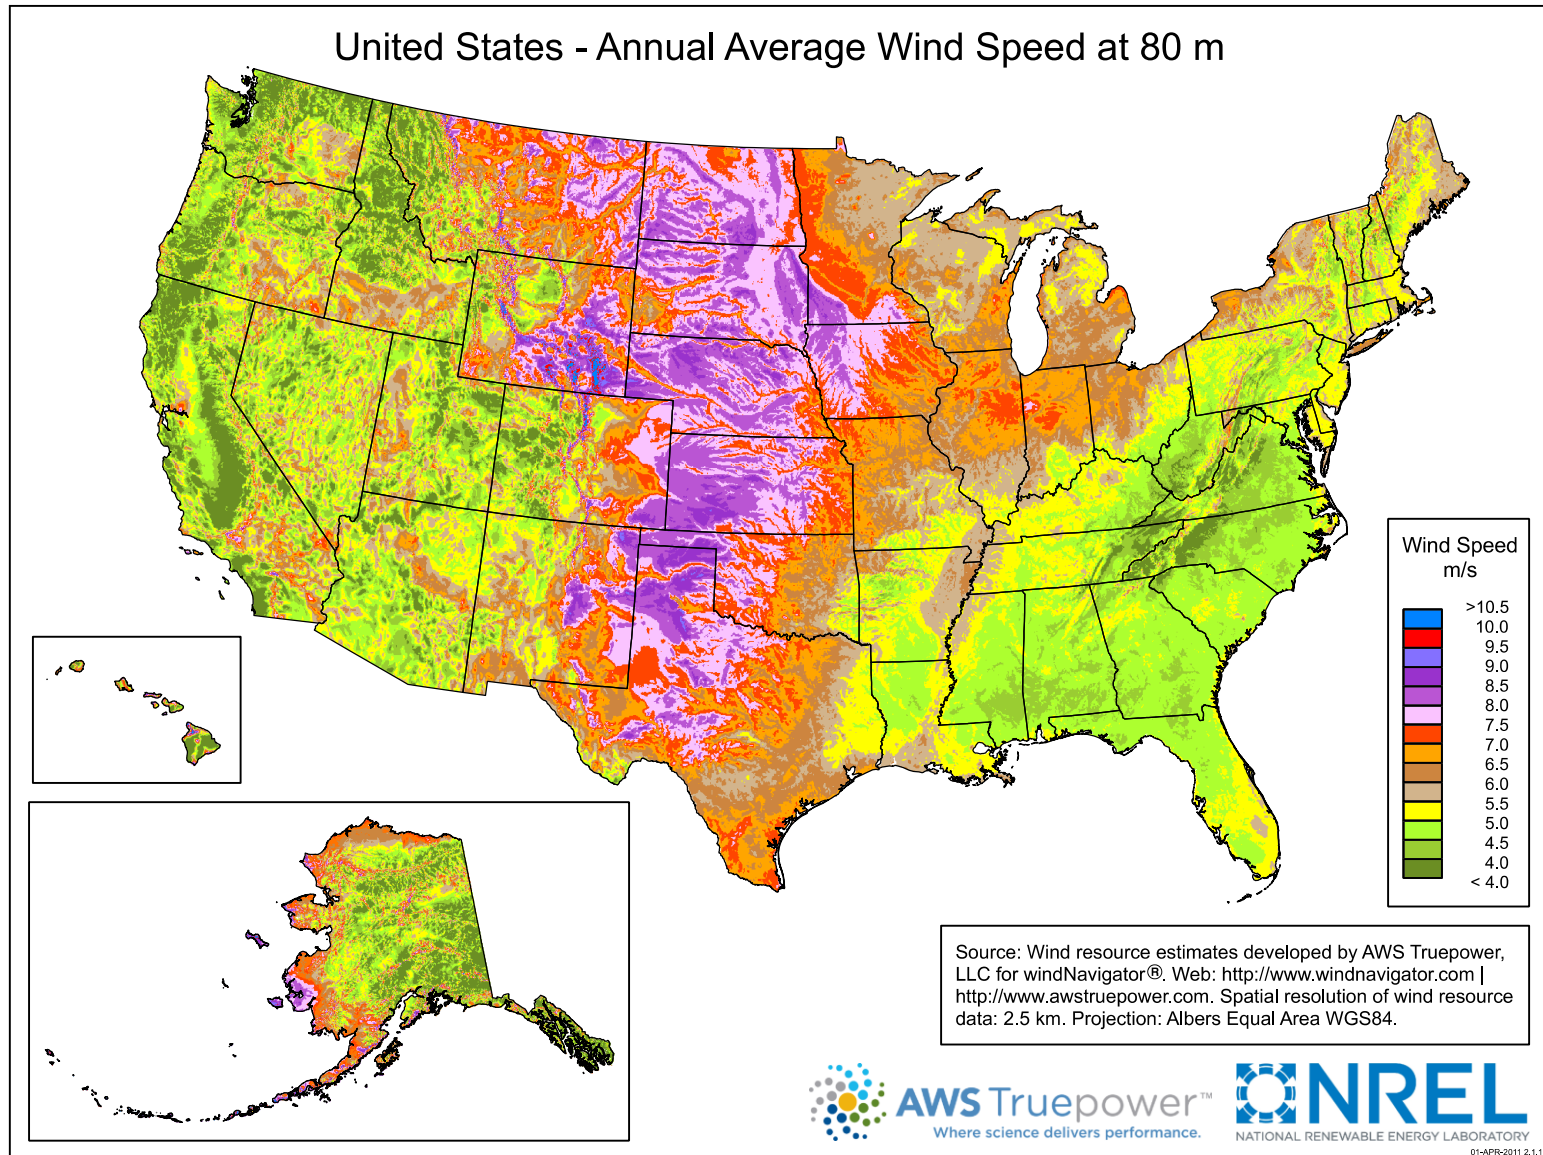 United States - Annual Average Wind Speed at 80 m
Wind Speed
m/s
>10.5
10.0
9.5
9.0
8.5
8.0
7.5
7.0
6.5
6.0
5.5
5.0
4.5
4.0
< 4.0
Source: Wind resource estimates developed by AWS Truepower,
LLC for windNavigator®. Web: http://www.windnavigator.com |
http://www.awstruepower.com. Spatial resolution of wind resource
data: 2.5 km. Projection: Albers Equal Area WGS84.
AWS Truepower™
Where science delivers performance.
NREL
NATIONAL RENEWABLE ENERGY LABORATORY
01-APR-2011 2.1.1